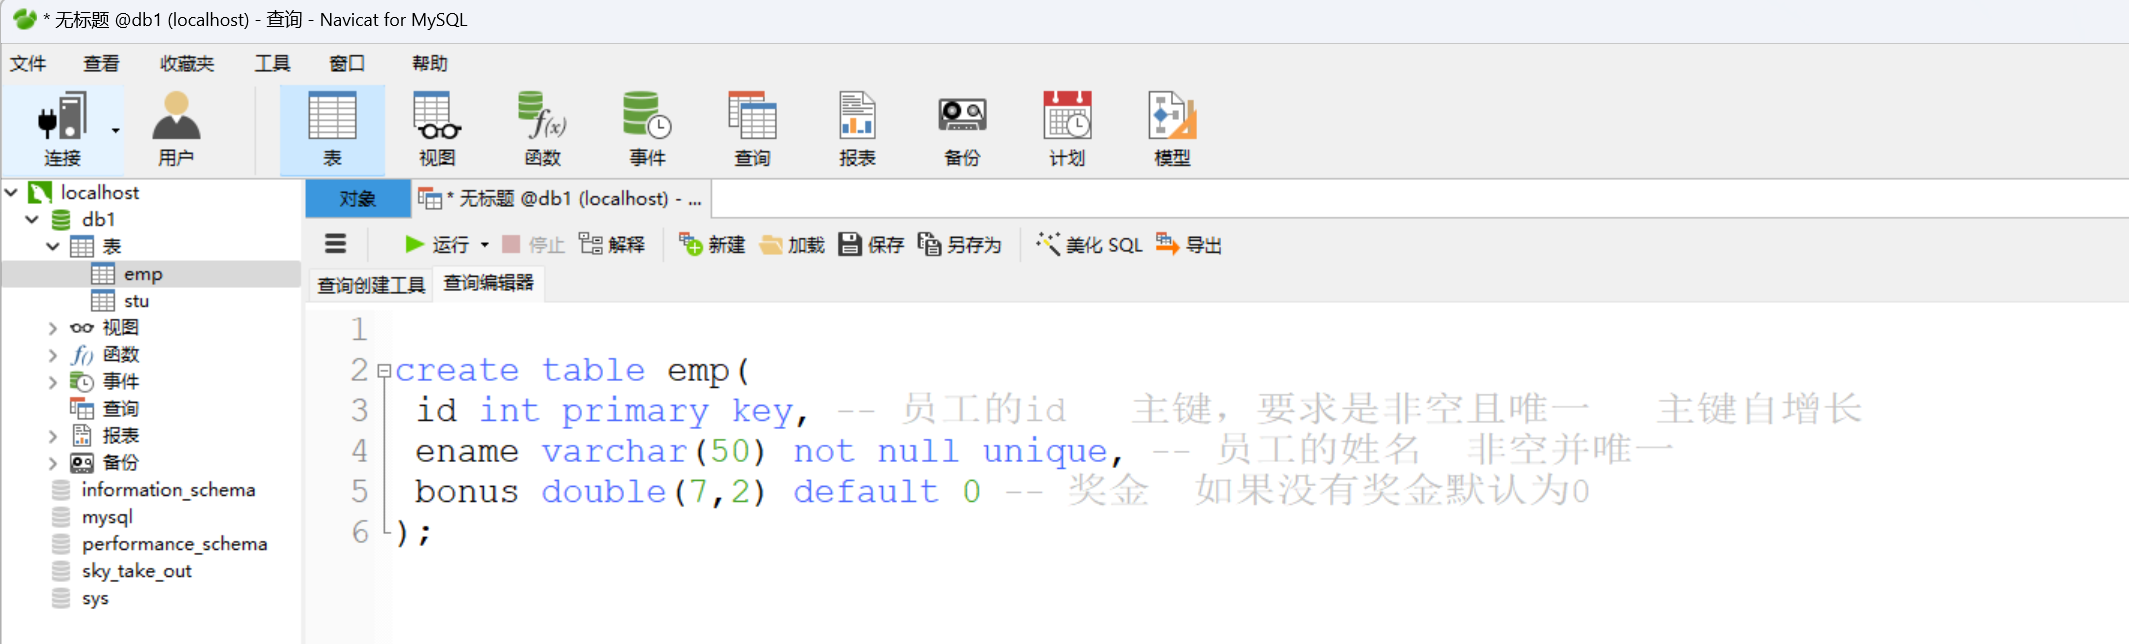 * 无标题 @db1 (localhost) - 查询 - Navicat for MySQL
文件 查看 收藏夹 工具 窗口 帮助
连接 用户 表 视图 函数 事件 查询 报表 备份 计划 模型
localhost
db1
表
emp
stu
视图
函数
事件
查询
报表
备份
information_schema
mysql
performance_schema
sky_take_out
sys
对象 * 无标题 @db1 (localhost) - ...
运行 停止 解释 新建 加载 保存 另存为 美化 SQL 导出
查询创建工具 查询编辑器
1
2 create table emp(
3 id int primary key, -- 员工的id 主键，要求是非空且唯一 主键自增长
4 ename varchar(50) not null unique, -- 员工的姓名 非空并唯一
5 bonus double(7,2) default 0 -- 奖金 如果没有奖金默认为0
6 );